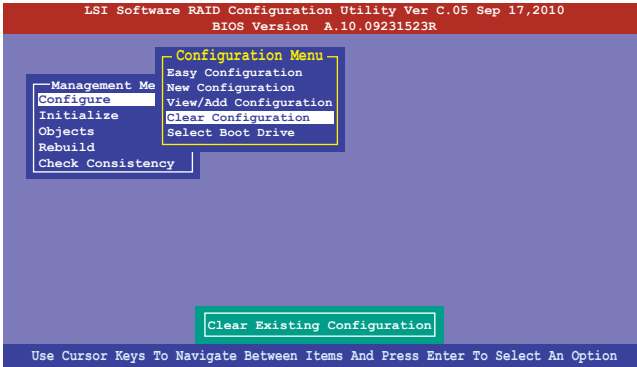 LSI Software RAID Configuration Utility Ver C.05 Sep 17,2010
BIOS Version A.10.09231523R
Configuration Menu
Easy Configuration
New Configuration
View/Add Configuration
Clear Configuration
Select Boot Drive
Management Me
Configure
Initialize
Objects
Rebuild
Check Consistency
Clear Existing Configuration
Use Cursor Keys To Navigate Between Items And Press Enter To Select An Option